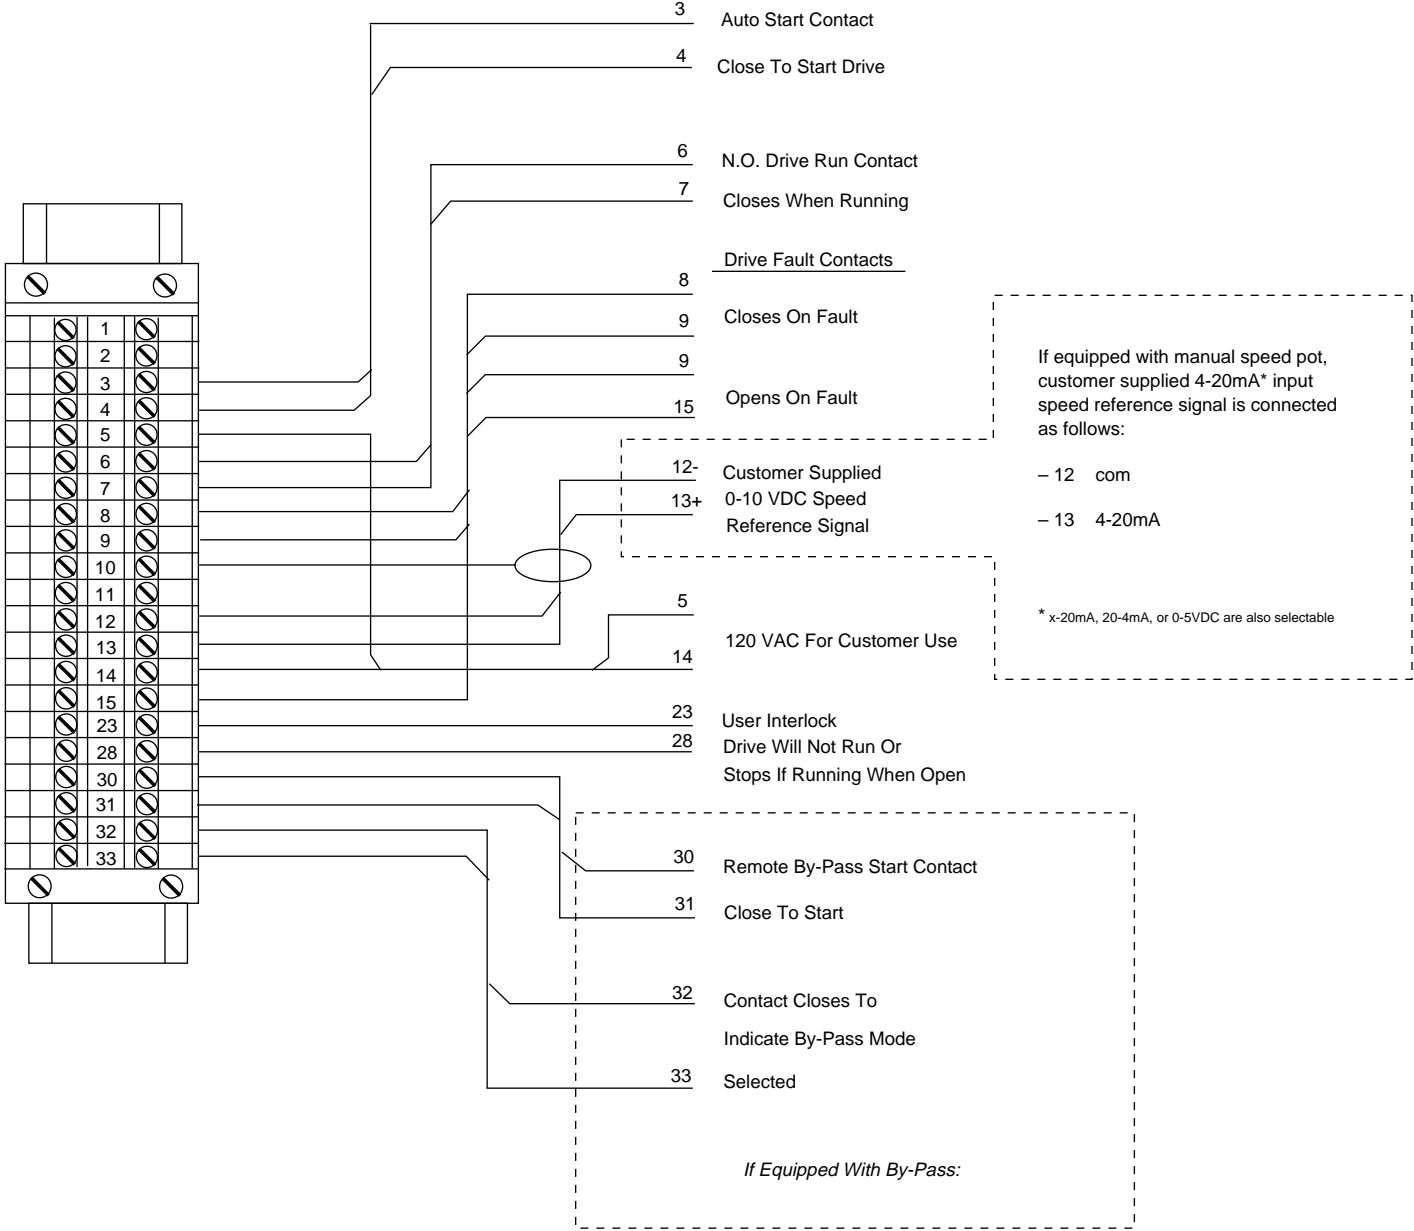 3
Auto Start Contact
4
Close To Start Drive
6
N.O. Drive Run Contact
7
Closes When Running
Drive Fault Contacts
8
Closes On Fault
9
9
Opens On Fault
15
12-
Customer Supplied
13+
0-10 VDC Speed
Reference Signal
If equipped with manual speed pot,
customer supplied 4-20mA* input
speed reference signal is connected
as follows:
– 12 com
– 13 4-20mA
* x-20mA, 20-4mA, or 0-5VDC are also selectable
5
120 VAC For Customer Use
14
23
User Interlock
28
Drive Will Not Run Or
Stops If Running When Open
30
Remote By-Pass Start Contact
31
Close To Start
32
Contact Closes To
Indicate By-Pass Mode
33
Selected
If Equipped With By-Pass:
1
2
3
4
5
6
7
8
9
10
11
12
13
14
15
23
28
30
31
32
33